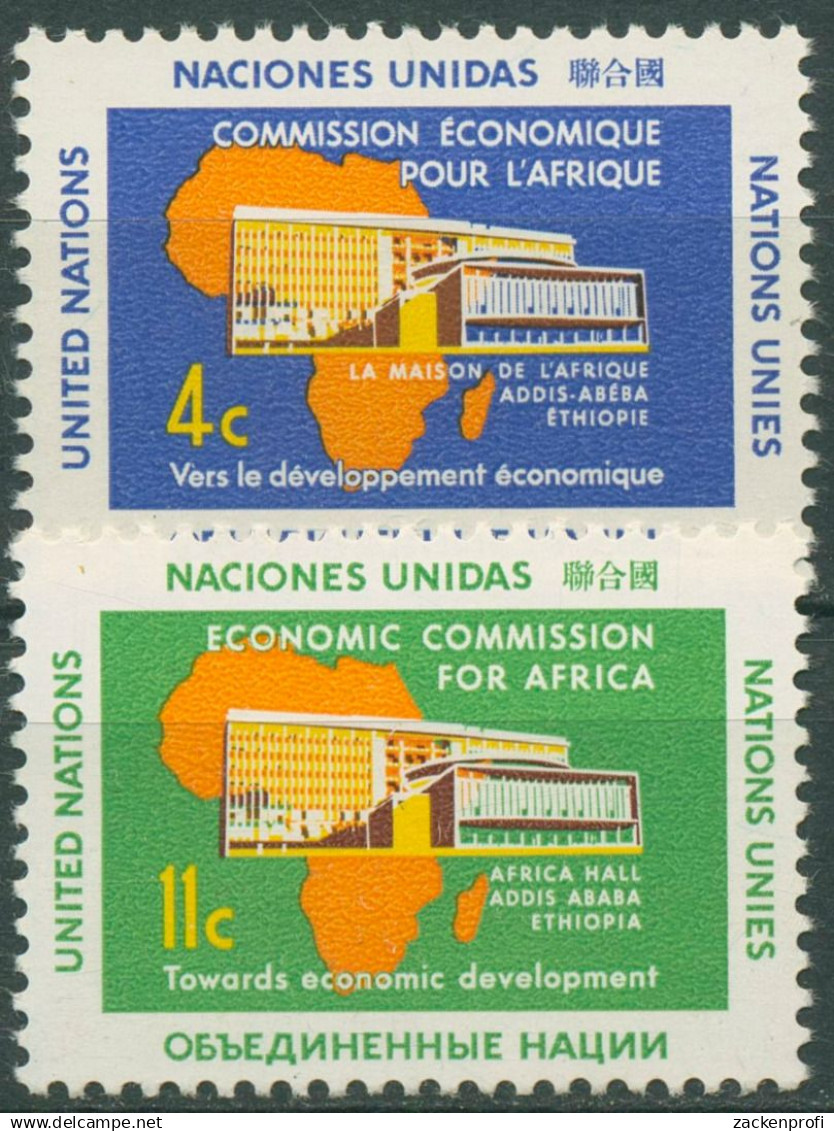 NACIONES UNIDAS 聯合國
UNITED NATIONS
COMMISSION ÉCONOMIQUE
POUR L'AFRIQUE
NATIONS UNIES
LA MAISON DE L'AFRIQUE
ADDIS-ABÉBA
ÉTHIOPIE
4c
Vers le développement économique
NACIONES UNIDAS 聯合國
UNITED NATIONS
ECONOMIC COMMISSION
FOR AFRICA
NATIONS UNIES
AFRICA HALL
ADDIS ABABA
ETHIOPIA
11c
Towards economic development
ОБЪЕДИНЕННЫЕ НАЦИИ
zackenprofi